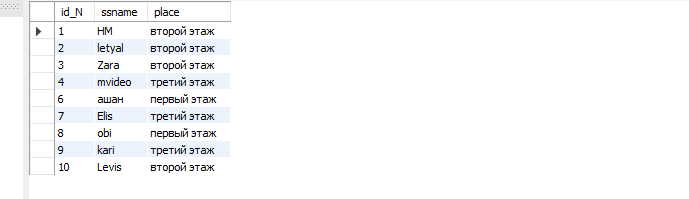 id_N ssname place
1 HM второй этаж
2 letyal второй этаж
3 Zara второй этаж
4 mvideo третий этаж
6 ашан первый этаж
7 Elis третий этаж
8 obi первый этаж
9 kari третий этаж
10 Levis второй этаж